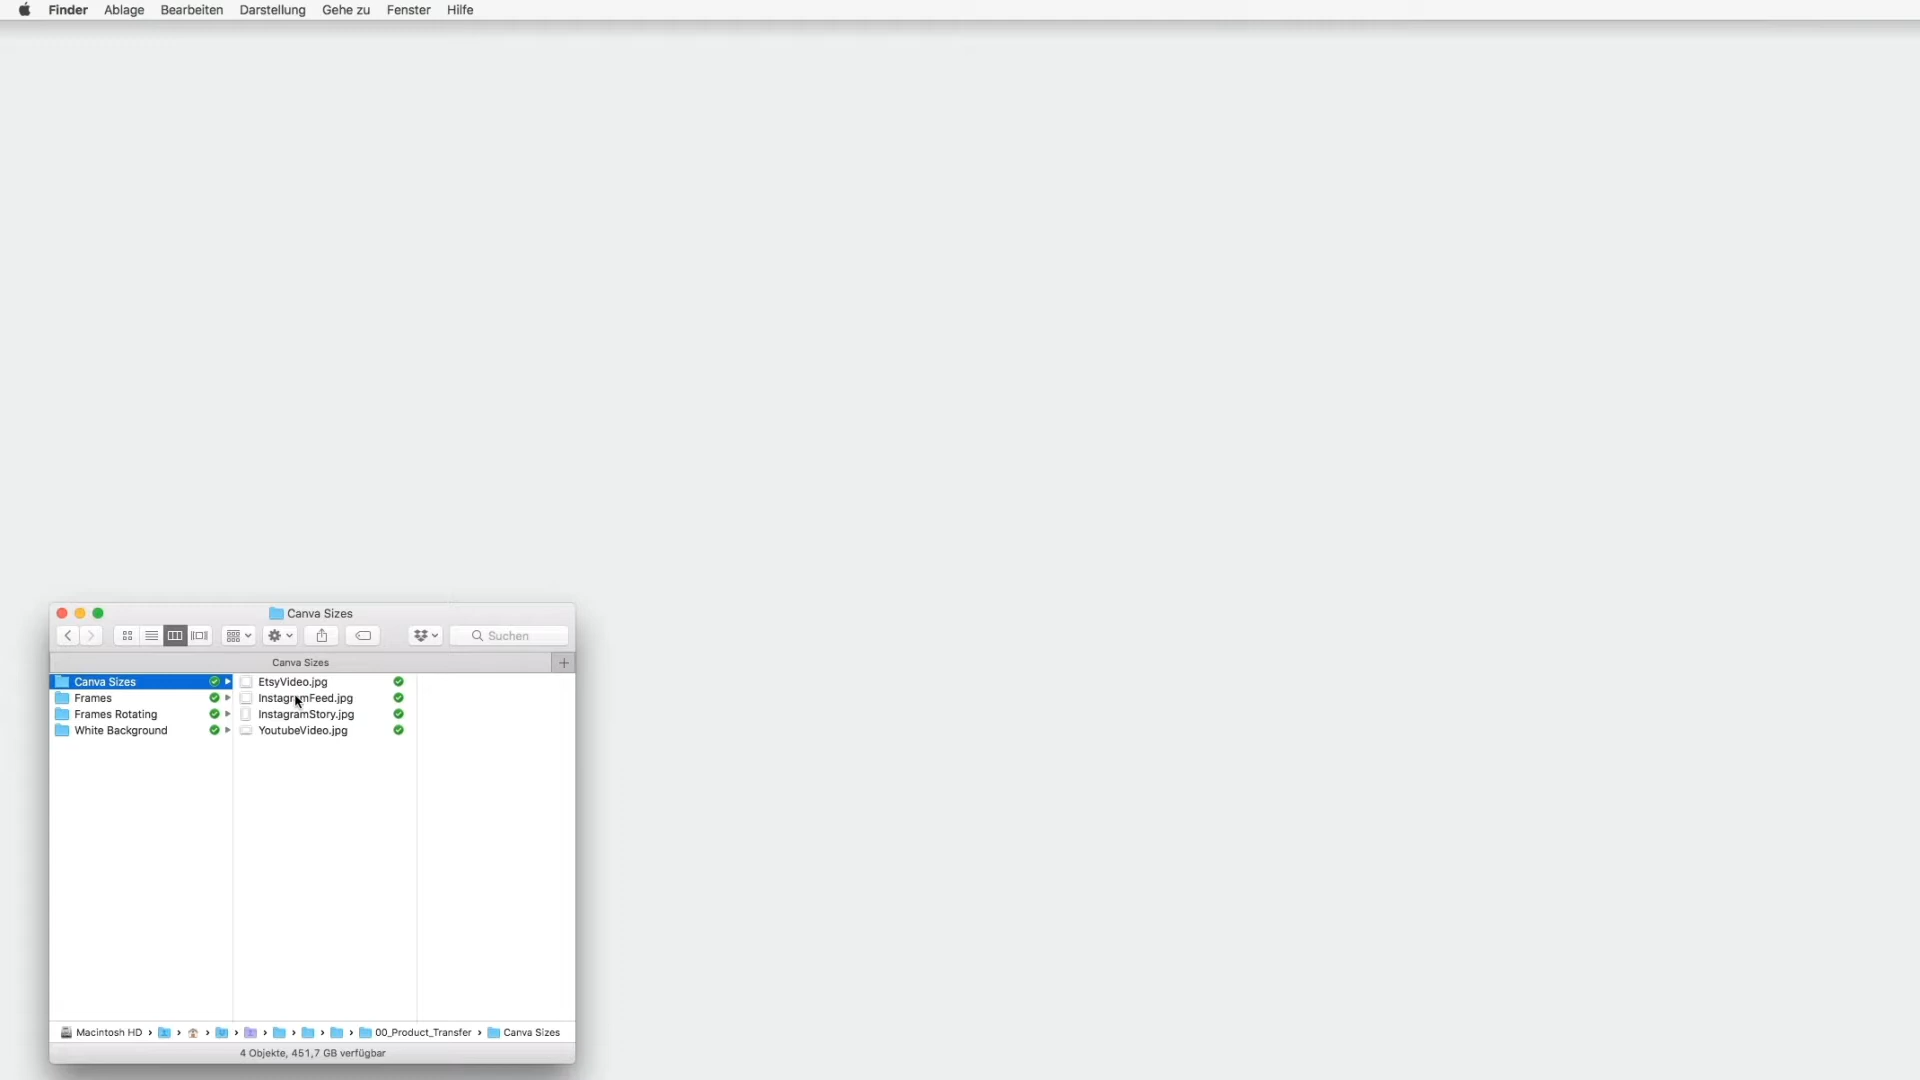 Finder Ablage Bearbeiten Darstellung Gehe zu Fenster Hilfe
Canva Sizes
Suchen
Canva Sizes
Canva Sizes EtsyVideo.jpg
Frames InstagramFeed.jpg
Frames Rotating InstagramStory.jpg
White Background YoutubeVideo.jpg
Macintosh HD › › › › › › › › 00_Product_Transfer › Canva Sizes
4 Objekte, 451,7 GB verfügbar